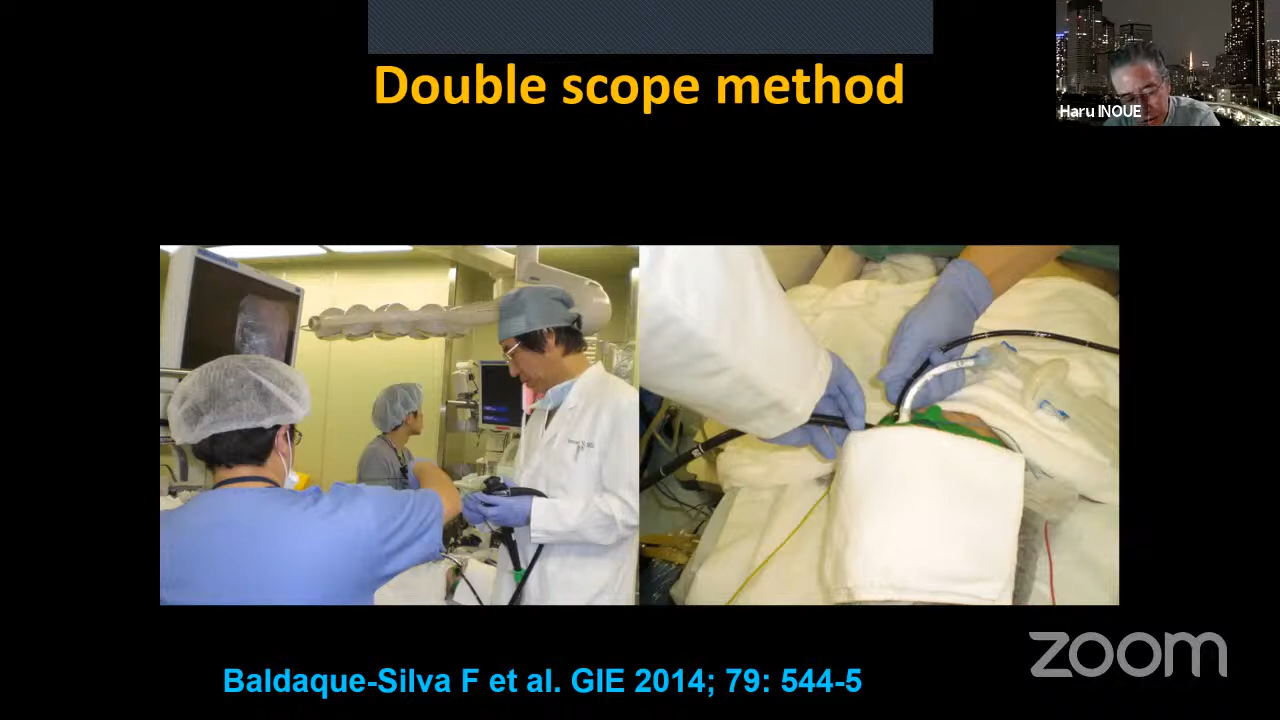 Double scope method
Haru INOUE
Baldaque-Silva F et al. GIE 2014; 79: 544-5
zoom